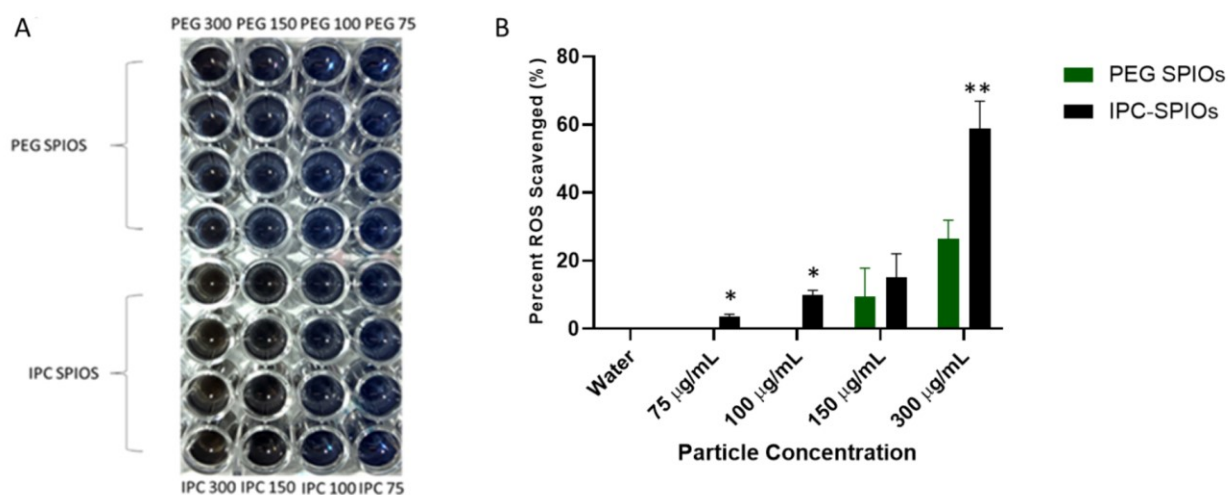 A
PEG 300 PEG 150 PEG 100 PEG 75
PEG SPIOS
IPC SPIOS
IPC 300 IPC 150 IPC 100 IPC 75
B
Percent ROS Scavenged (%)
80
60
40
20
0
*
*
**
Water
75 μg/mL
100 μg/mL
150 μg/mL
300 μg/mL
Particle Concentration
PEG SPIOs
IPC-SPIOs